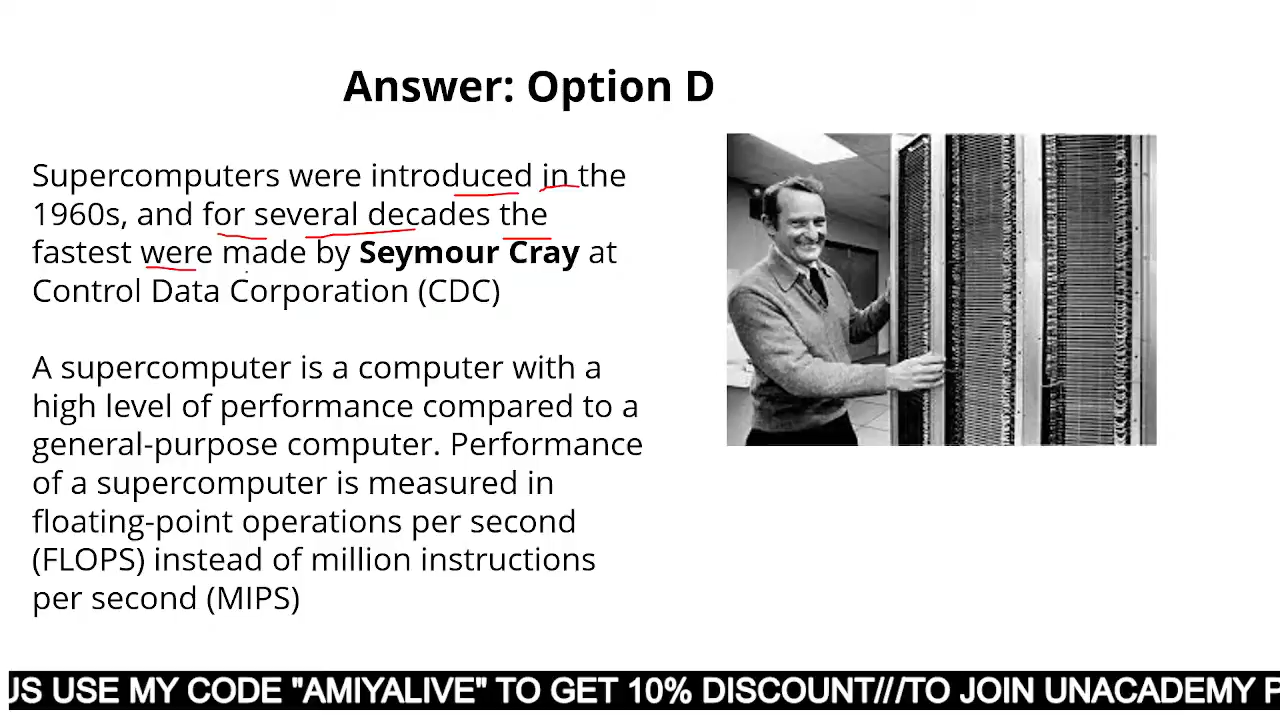 Answer: Option D
Supercomputers were introduced in the
1960s, and for several decades the
fastest were made by Seymour Cray at
Control Data Corporation (CDC)
A supercomputer is a computer with a
high level of performance compared to a
general-purpose computer. Performance
of a supercomputer is measured in
floating-point operations per second
(FLOPS) instead of million instructions
per second (MIPS)
USE MY CODE "AMIYALIVE" TO GET 10% DISCOUNT///TO JOIN UNACADEMY